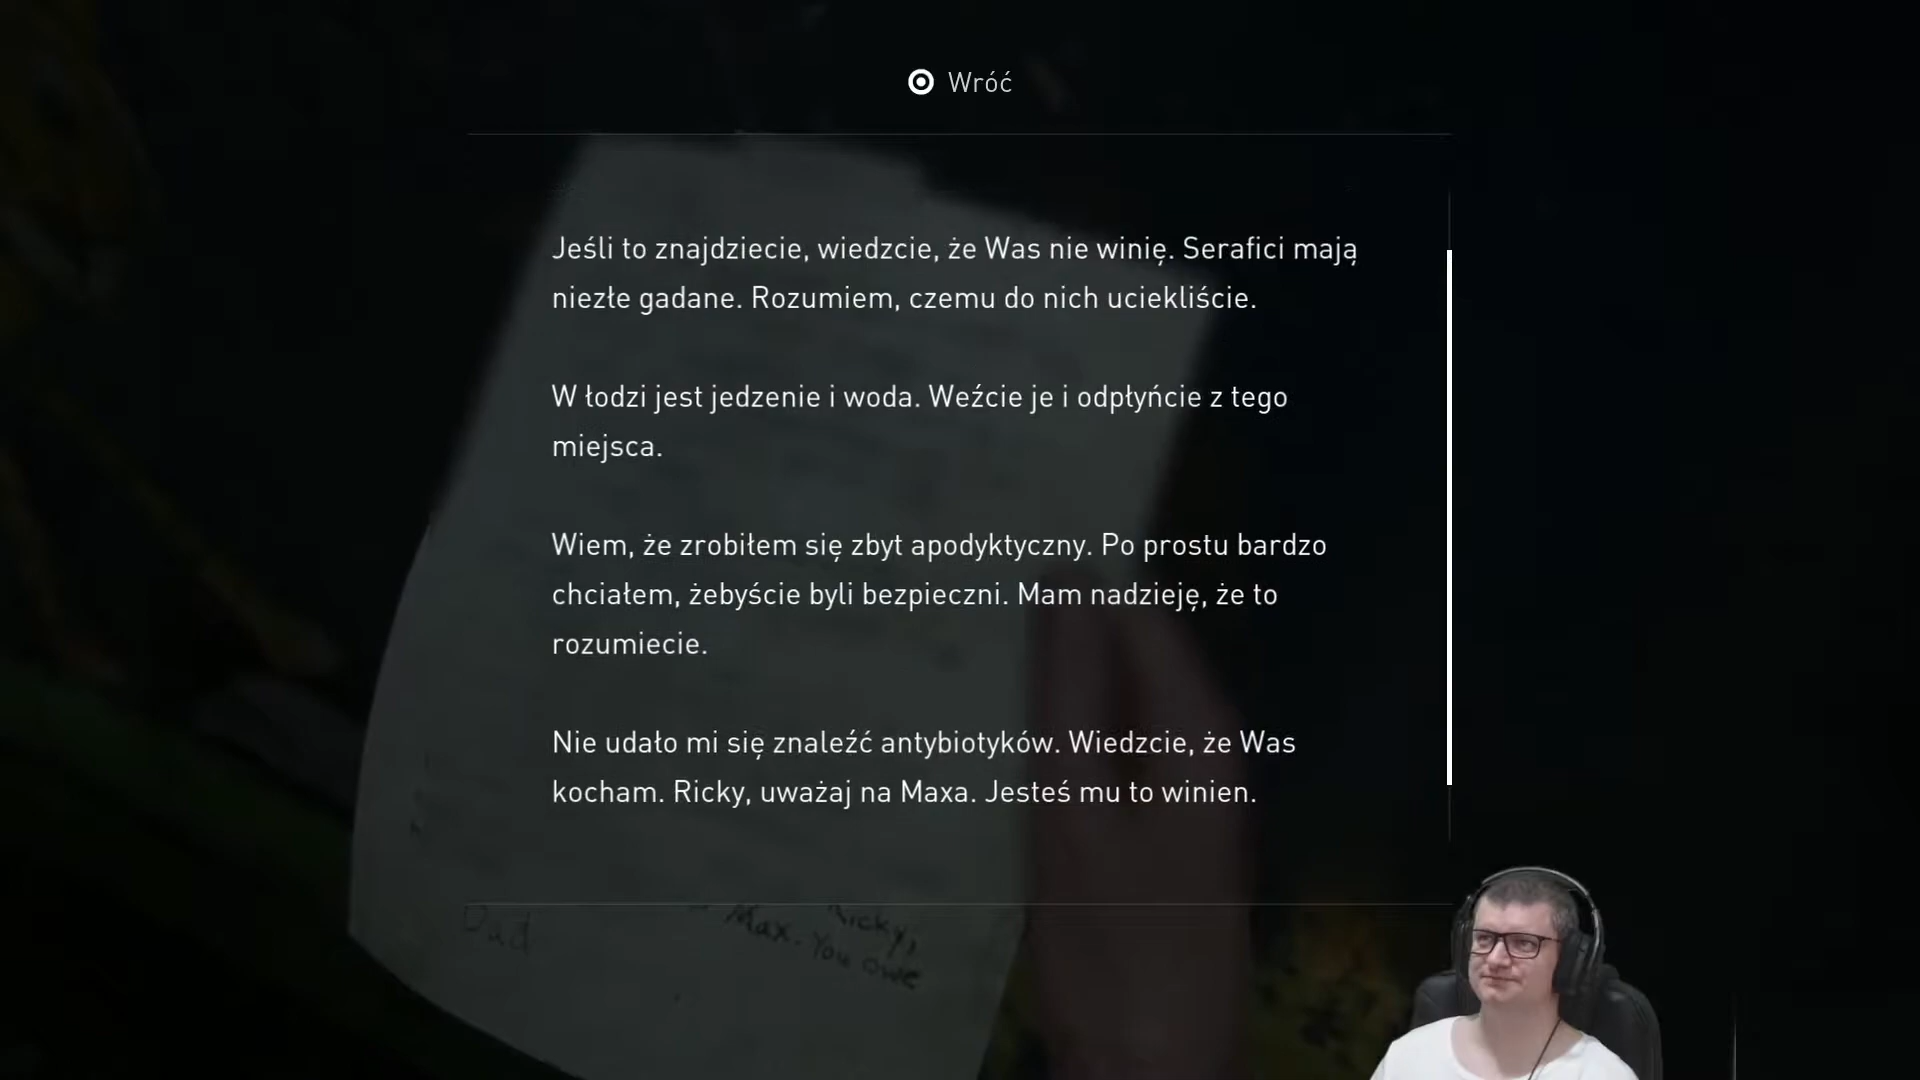 Wróć
Jeśli to znajdziecie, wiedzcie, że Was nie winię. Serafici mają
niezłe gadane. Rozumiem, czemu do nich uciekliście.
W łodzi jest jedzenie i woda. Weźcie je i odpłyńcie z tego
miejsca.
Wiem, że zrobiłem się zbyt apodyktyczny. Po prostu bardzo
chciałem, żebyście byli bezpieczni. Mam nadzieję, że to
rozumiecie.
Nie udało mi się znaleźć antybiotyków. Wiedzcie, że Was
kocham. Ricky, uważaj na Maxa. Jesteś mu to winien.
Ricky,
Max. You owe
Dad